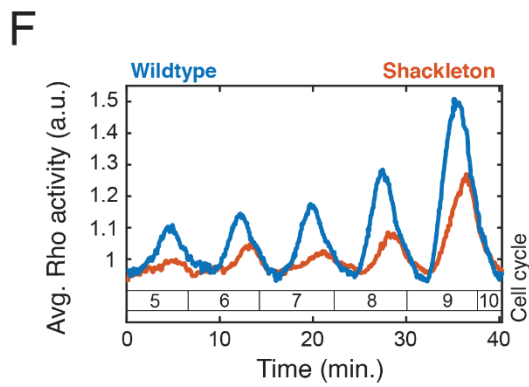 F
Wildtype Shackleton
Avg. Rho activity (a.u.)
1.5
1.4
1.3
1.2
1.1
1
5 6 7 8 9 10
Cell cycle
0 10 20 30 40
Time (min.)